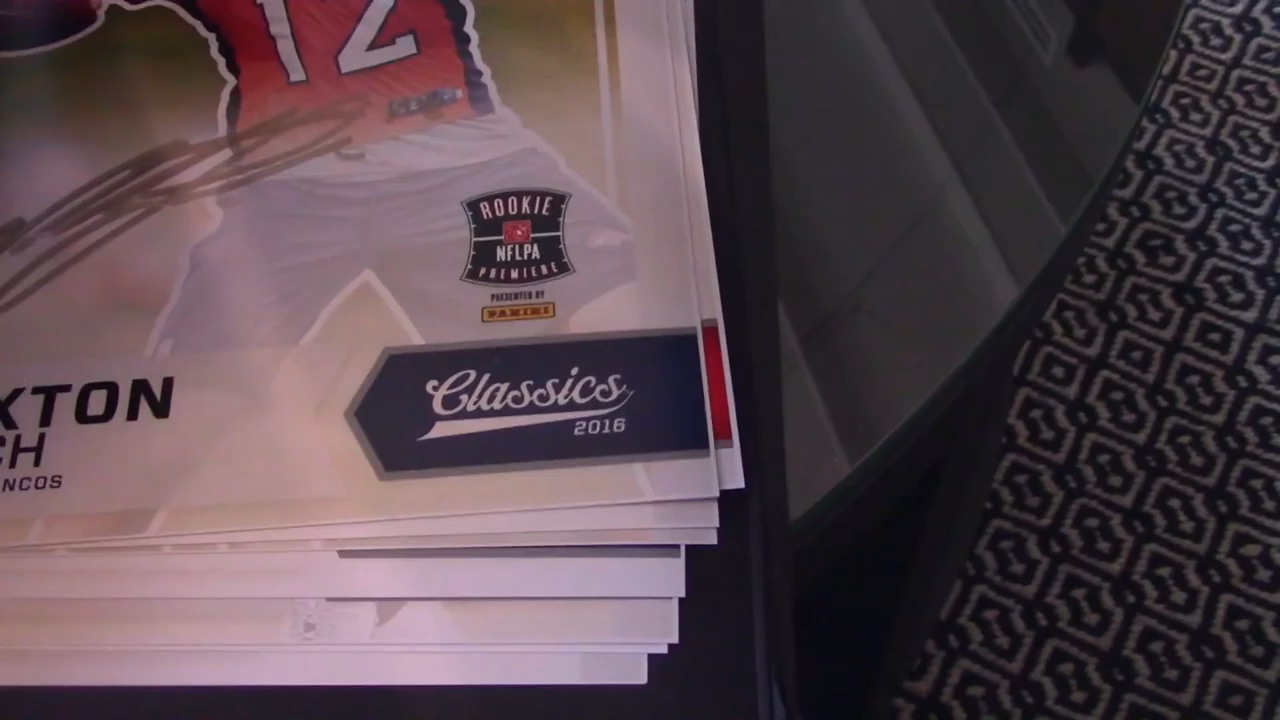 12
ROOKIE
NFLPA
PREMIERE
PRESENTED BY
PANINI
Classics
2016
XTON
CH
NCOS